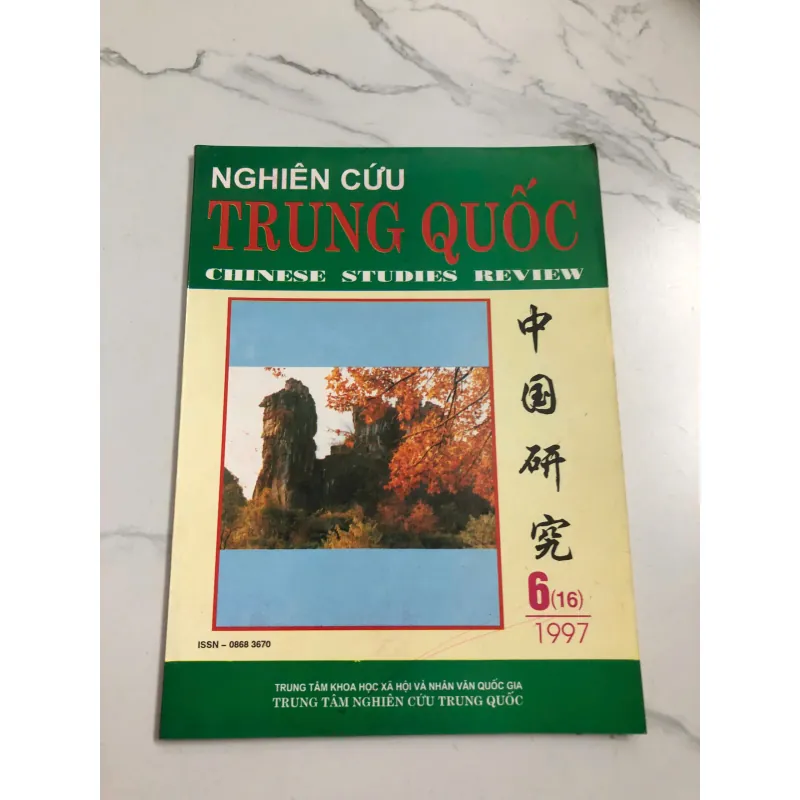 NGHIÊN CỨU
TRUNG QUỐC
CHINESE STUDIES REVIEW
中国研究
6(16)
1997
ISSN – 0868 3670
TRUNG TÂM KHOA HỌC XÃ HỘI VÀ NHÂN VĂN QUỐC GIA
TRUNG TÂM NGHIÊN CỨU TRUNG QUỐC